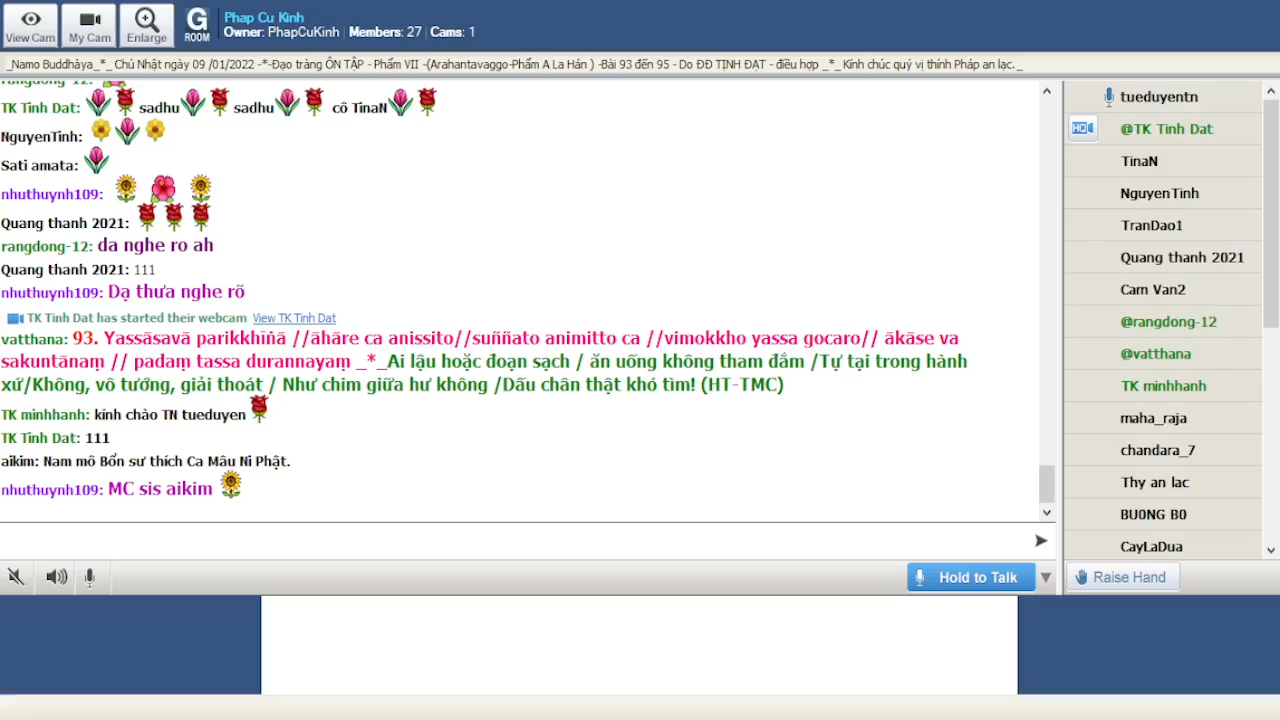 View Cam
My Cam
Enlarge
G
ROOM
Phap Cu Kinh
Owner: PhapCuKinh | Members: 27 | Cams: 1
_Namo Buddhàya_*_ Chủ Nhật ngày 09 /01/2022 -*-Đạo tràng ÔN TẬP - Phẩm VII -(Arahantavaggo-Phẩm A La Hán ) -Bài 93 đến 95 - Do ĐĐ TỊNH ĐẠT - điều hợp _*_ Kính chúc quý vị thính Pháp an lạc. _
rangdong-12:
TK Tinh Dat: sadhu sadhu cô TinaN
NguyenTinh:
Sati amata:
nhuthuynh109:
Quang thanh 2021:
rangdong-12: da nghe ro ah
Quang thanh 2021: 111
nhuthuynh109: Dạ thưa nghe rõ
TK Tinh Dat has started their webcam View TK Tinh Dat
vatthana: 93. Yassāsavā parikkhīṅā //āhāre ca anissito//suññato animitto ca //vimokkho yassa gocaro// ākāse va
sakuntānaṃ // padaṃ tassa durannayaṃ _*_Ai lậu hoặc đoạn sạch / ăn uống không tham đắm /Tự tại trong hành
xứ/Không, vô tướng, giải thoát / Như chim giữa hư không /Dấu chân thật khó tìm! (HT-TMC)
TK minhhanh: kính chào TN tueduyen
TK Tinh Dat: 111
aikim: Nam mô Bổn sư thích Ca Mâu Ni Phật.
nhuthuynh109: MC sis aikim
Hold to Talk
tueduyentn
@TK Tinh Dat
TinaN
NguyenTinh
TranDao1
Quang thanh 2021
Cam Van2
@rangdong-12
@vatthana
TK minhhanh
maha_raja
chandara_7
Thy an lac
BU0NG B0
CayLaDua
Raise Hand